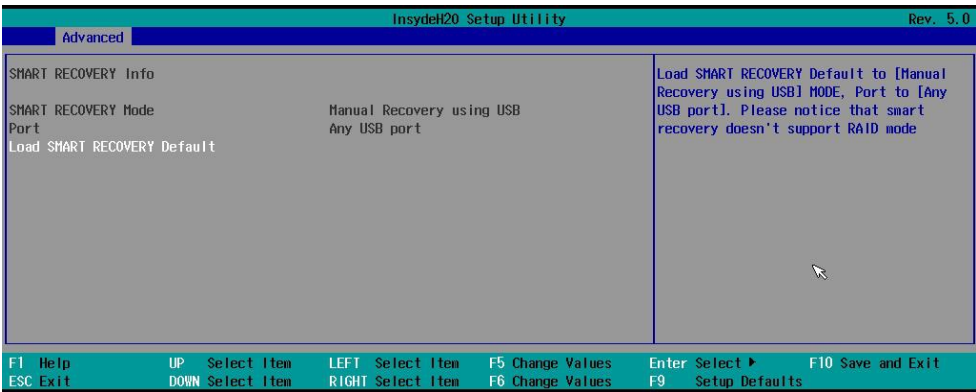 InsydeH20 Setup Utility Rev. 5.0
Advanced
SMART RECOVERY Info
SMART RECOVERY Mode Manual Recovery using USB
Port Any USB port
Load SMART RECOVERY Default
Load SMART RECOVERY Default to [Manual
Recovery using USB] MODE, Port to [Any
USB port]. Please notice that smart
recovery doesn't support RAID mode
F1 Help UP Select Item LEFT Select Item F5 Change Values Enter Select ▶ F10 Save and Exit
ESC Exit DOWN Select Item RIGHT Select Item F6 Change Values F9 Setup Defaults